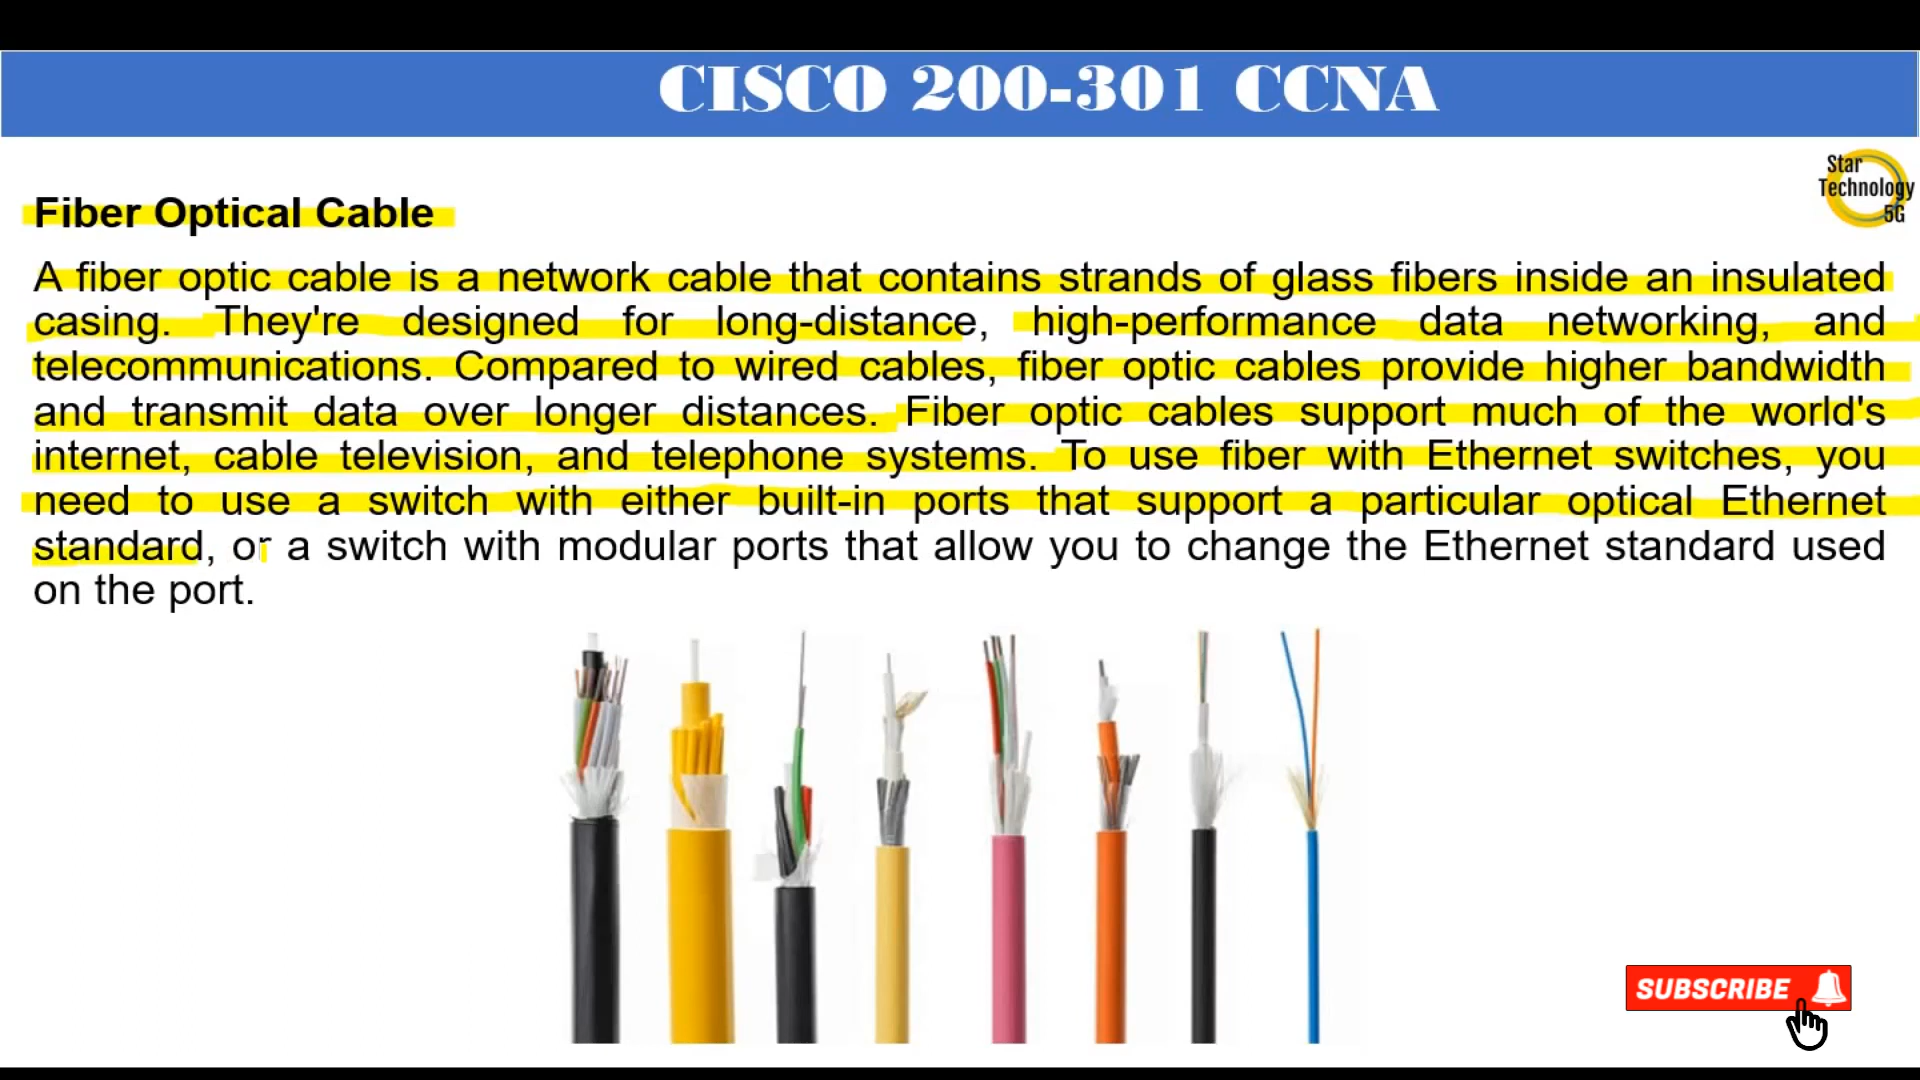 CISCO 200-301 CCNA
Star
Technology
5G
Fiber Optical Cable
A fiber optic cable is a network cable that contains strands of glass fibers inside an insulated
casing. They're designed for long-distance, high-performance data networking, and
telecommunications. Compared to wired cables, fiber optic cables provide higher bandwidth
and transmit data over longer distances. Fiber optic cables support much of the world's
internet, cable television, and telephone systems. To use fiber with Ethernet switches, you
need to use a switch with either built-in ports that support a particular optical Ethernet
standard, or a switch with modular ports that allow you to change the Ethernet standard used
on the port.
SUBSCRIBE